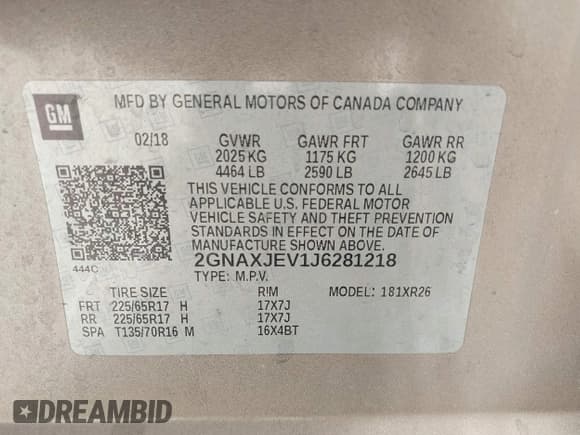 GM
MFD BY GENERAL MOTORS OF CANADA COMPANY
02/18 GVWR GAWR FRT GAWR RR
2025 KG 1175 KG 1200 KG
4464 LB 2590 LB 2645 LB
THIS VEHICLE CONFORMS TO ALL
APPLICABLE U.S. FEDERAL MOTOR
VEHICLE SAFETY AND THEFT PREVENTION
STANDARDS IN EFFECT ON THE DATE OF
MANUFACTURE SHOWN ABOVE.
444C 2GNAXJEV1J6281218
TYPE: M.P.V.
TIRE SIZE RIM MODEL: 181XR26
FRT 225/65R17 H 17X7J
RR 225/65R17 H 17X7J
SPA T135/70R16 M 16X4BT
DREAMBID